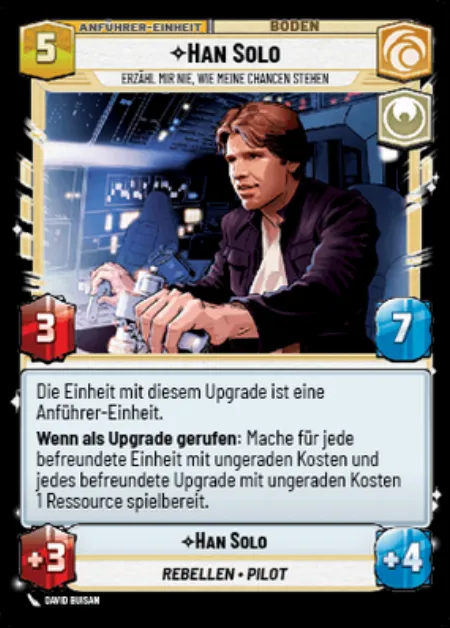 5
ANFÜHRER-EINHEIT
BODEN
HAN SOLO
ERZÄHL MIR NIE, WIE MEINE CHANCEN STEHEN
3
7
Die Einheit mit diesem Upgrade ist eine
Anführer-Einheit.
Wenn als Upgrade gerufen: Mache für jede
befreundete Einheit mit ungeraden Kosten und
jedes befreundete Upgrade mit ungeraden Kosten
1 Ressource spielbereit.
+3
HAN SOLO
+4
REBELLEN • PILOT
DAVID BUISAN